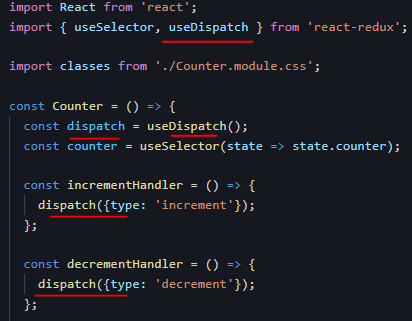 import React from 'react';
import { useSelector, useDispatch } from 'react-redux';
import classes from './Counter.module.css';
const Counter = () => {
const dispatch = useDispatch();
const counter = useSelector(state => state.counter);
const incrementHandler = () => {
dispatch({type: 'increment'});
};
const decrementHandler = () => {
dispatch({type: 'decrement'});
};